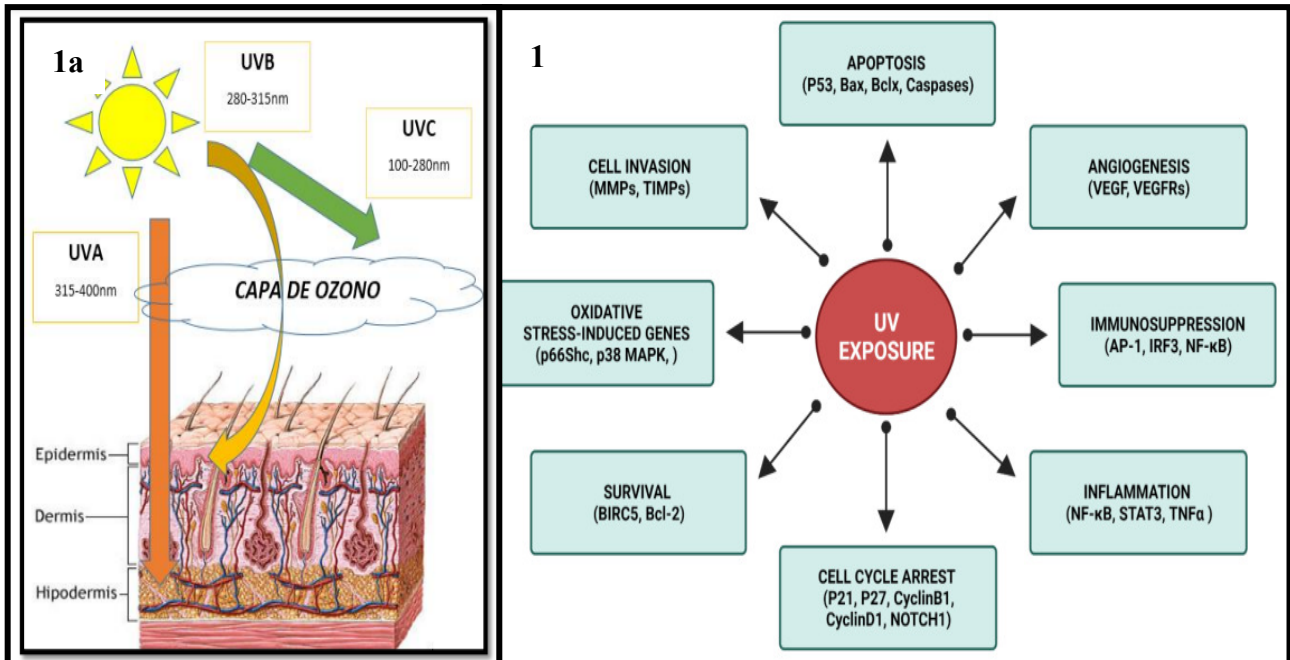 1a
UVB
280-315nm
UVC
100-280nm
UVA
315-400nm
CAPA DE OZONO
Epidermis
Dermis
Hipodermis
1
APOPTOSIS
(P53, Bax, Bclx, Caspases)
CELL INVASION
(MMPs, TIMPs)
ANGIOGENESIS
(VEGF, VEGFRs)
OXIDATIVE
STRESS-INDUCED GENES
(p66Shc, p38 MAPK, )
UV
EXPOSURE
IMMUNOSUPPRESSION
(AP-1, IRF3, NF-κB)
SURVIVAL
(BIRC5, Bcl-2)
INFLAMMATION
(NF-κB, STAT3, TNFα )
CELL CYCLE ARREST
(P21, P27, CyclinB1,
CyclinD1, NOTCH1)